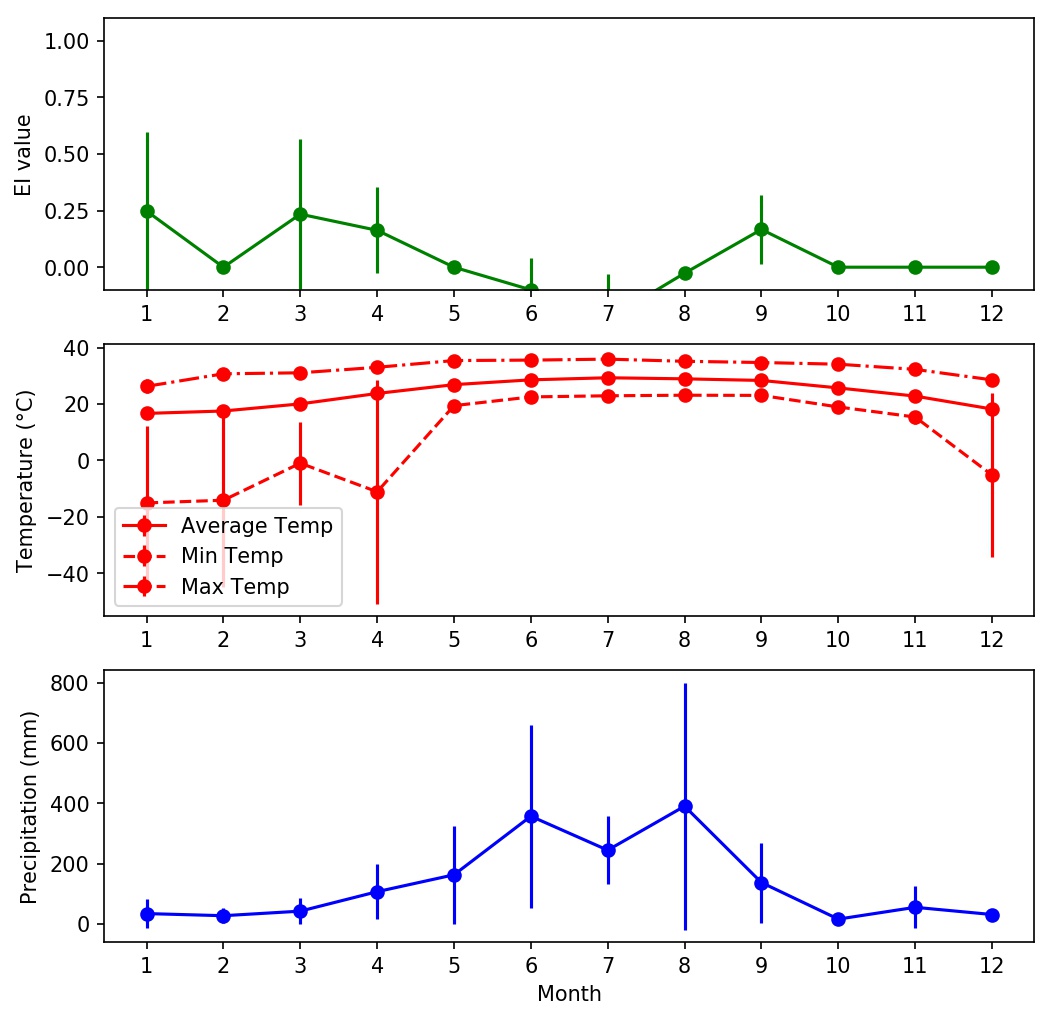 EI value
1.00
0.75
0.50
0.25
0.00
1 2 3 4 5 6 7 8 9 10 11 12
Temperature (°C)
40
20
0
−20
−40
Average Temp
Min Temp
Max Temp
1 2 3 4 5 6 7 8 9 10 11 12
Precipitation (mm)
800
600
400
200
0
1 2 3 4 5 6 7 8 9 10 11 12
Month